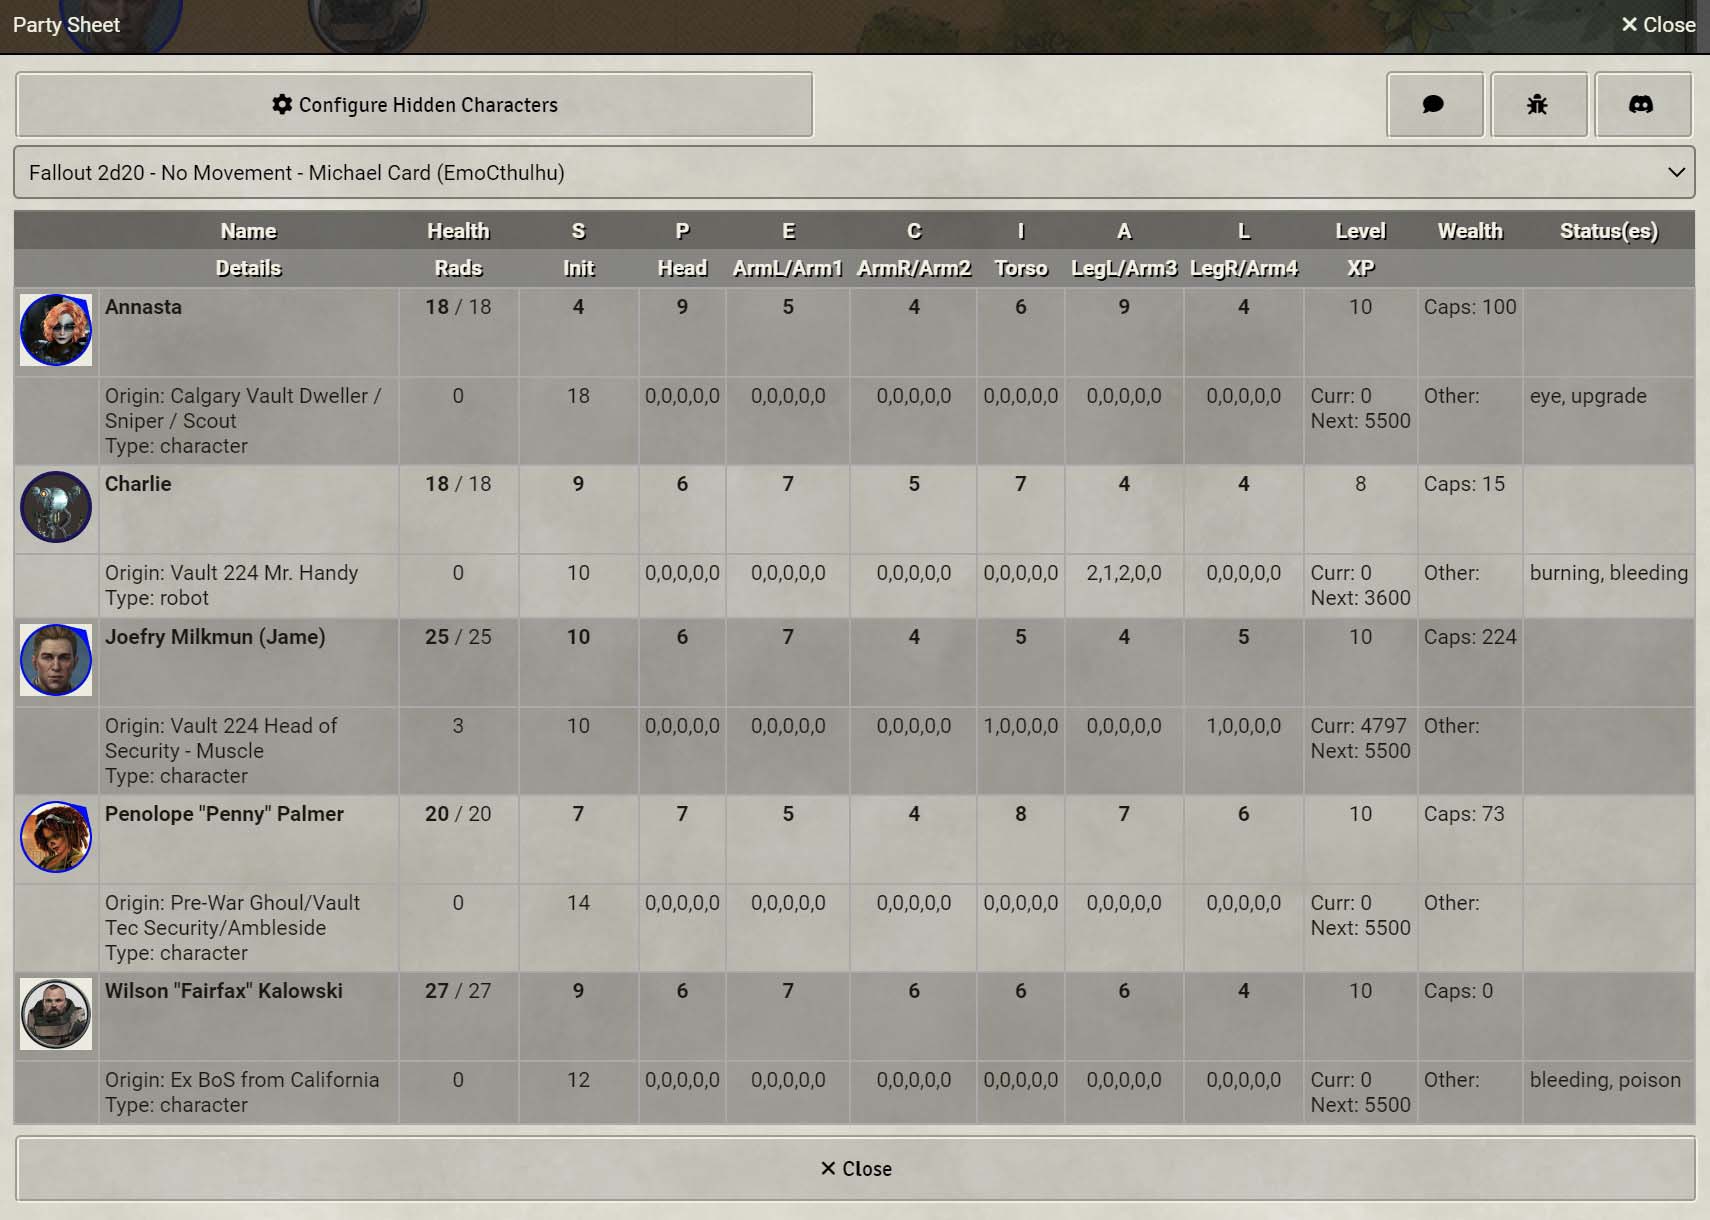 Party Sheet
Close
Configure Hidden Characters
Fallout 2d20 - No Movement - Michael Card (EmoCthulhu)
Name Health S P E C I A L Level Wealth Status(es)
Details Rads Init Head ArmL/Arm1 ArmR/Arm2 Torso LegL/Arm3 LegR/Arm4 XP
Annasta 18 / 18 4 9 5 4 6 9 4 10 Caps: 100
Origin: Calgary Vault Dweller / 0 18 0,0,0,0,0 0,0,0,0,0 0,0,0,0,0 0,0,0,0,0 0,0,0,0,0 0,0,0,0,0 Curr: 0 Other: eye, upgrade
Sniper / Scout Next: 5500
Type: character
Charlie 18 / 18 9 6 7 5 7 4 4 8 Caps: 15
Origin: Vault 224 Mr. Handy 0 10 0,0,0,0,0 0,0,0,0,0 0,0,0,0,0 0,0,0,0,0 2,1,2,0,0 0,0,0,0,0 Curr: 0 Other: burning, bleeding
Type: robot Next: 3600
Joefry Milkmun (Jame) 25 / 25 10 6 7 4 5 4 5 10 Caps: 224
Origin: Vault 224 Head of 3 10 0,0,0,0,0 0,0,0,0,0 0,0,0,0,0 1,0,0,0,0 0,0,0,0,0 1,0,0,0,0 Curr: 4797 Other:
Security - Muscle Next: 5500
Type: character
Penolope "Penny" Palmer 20 / 20 7 7 5 4 8 7 6 10 Caps: 73
Origin: Pre-War Ghoul/Vault 0 14 0,0,0,0,0 0,0,0,0,0 0,0,0,0,0 0,0,0,0,0 0,0,0,0,0 0,0,0,0,0 Curr: 0 Other:
Tec Security/Ambleside Next: 5500
Type: character
Wilson "Fairfax" Kalowski 27 / 27 9 6 7 6 6 6 4 10 Caps: 0
Origin: Ex BoS from California 0 12 0,0,0,0,0 0,0,0,0,0 0,0,0,0,0 0,0,0,0,0 0,0,0,0,0 0,0,0,0,0 Curr: 0 Other: bleeding, poison
Type: character Next: 5500
Close